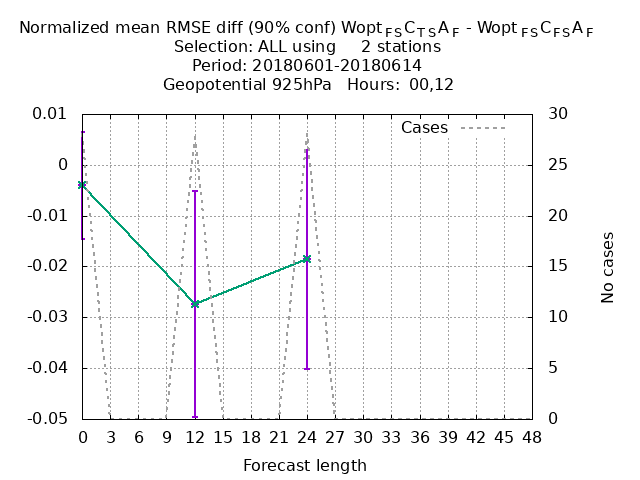 Normalized mean RMSE diff (90% conf) Wopt FS C TS A F - Wopt FS C FS A F
Selection: ALL using 2 stations
Period: 20180601-20180614
Geopotential 925hPa Hours: 00,12
Cases
0.01
0
-0.01
-0.02
-0.03
-0.04
-0.05
30
25
20
15
10
5
0
No cases
0 3 6 9 12 15 18 21 24 27 30 33 36 39 42 45 48
Forecast length